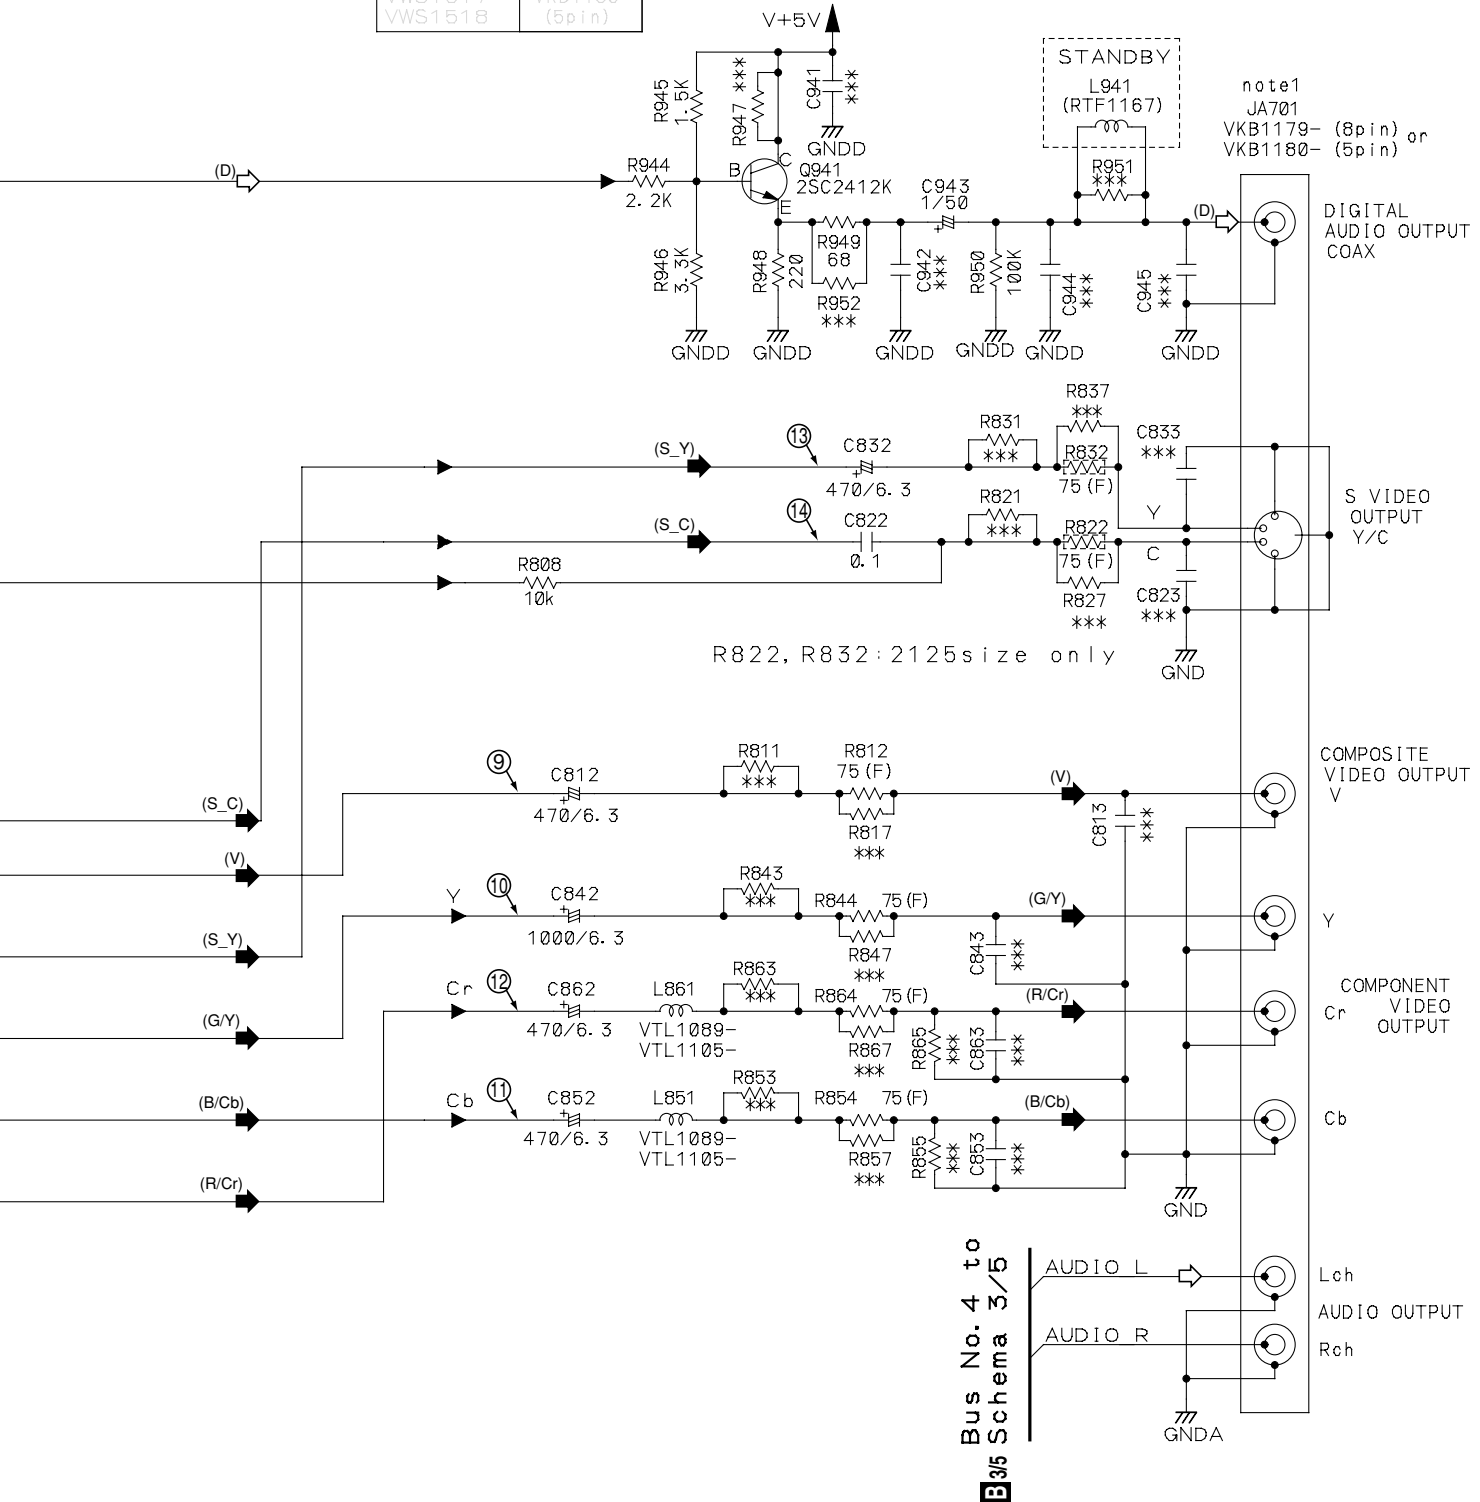 VWS1518
(5pin)
V+5V
R945
1.5K
R947 ***
C941
***
GNDD
STANDBY
L941
(RTF1167)
note1
JA701
VKB1179- (8pin) or
VKB1180- (5pin)
(D)
R944
2.2K
B
C
E
Q941
2SC2412K
C943
1/50
R951
***
(D)
DIGITAL
AUDIO OUTPUT
COAX
R946
3.3K
R948
220
R949
68
R952
***
C942
***
R950
100K
C944
***
C945
***
GNDD
GNDD
GNDD
GNDD
GNDD
GNDD
R837
***
R831
***
C833
***
(S_Y)
13
C832
470/6.3
R832
75(F)
R821
***
(S_C)
14
C822
0.1
R822
75(F)
Y
C
S VIDEO
OUTPUT
Y/C
R808
10k
R827
***
C823
***
R822,R832:2125size only
GND
R811
***
R812
75(F)
COMPOSITE
VIDEO OUTPUT
V
9
C812
470/6.3
(V)
(S_C)
R817
***
C813
***
(V)
R843
***
Y
10
C842
1000/6.3
R844
75(F)
(G/Y)
Y
(S_Y)
R847
***
C843
***
R863
***
Cr
12
C862
470/6.3
L861
VTL1089-
VTL1105-
R864
75(F)
(R/Cr)
COMPONENT
VIDEO
OUTPUT
Cr
(G/Y)
R867
***
R865
***
C863
***
R853
***
(B/Cb)
Cb
11
C852
470/6.3
L851
VTL1089-
VTL1105-
R854
75(F)
(B/Cb)
Cb
R857
***
R855
***
C853
***
(R/Cr)
GND
Bus No.4 to
B 3/5 Schema 3/5
AUDIO L
Lch
AUDIO OUTPUT
AUDIO R
Rch
GNDA